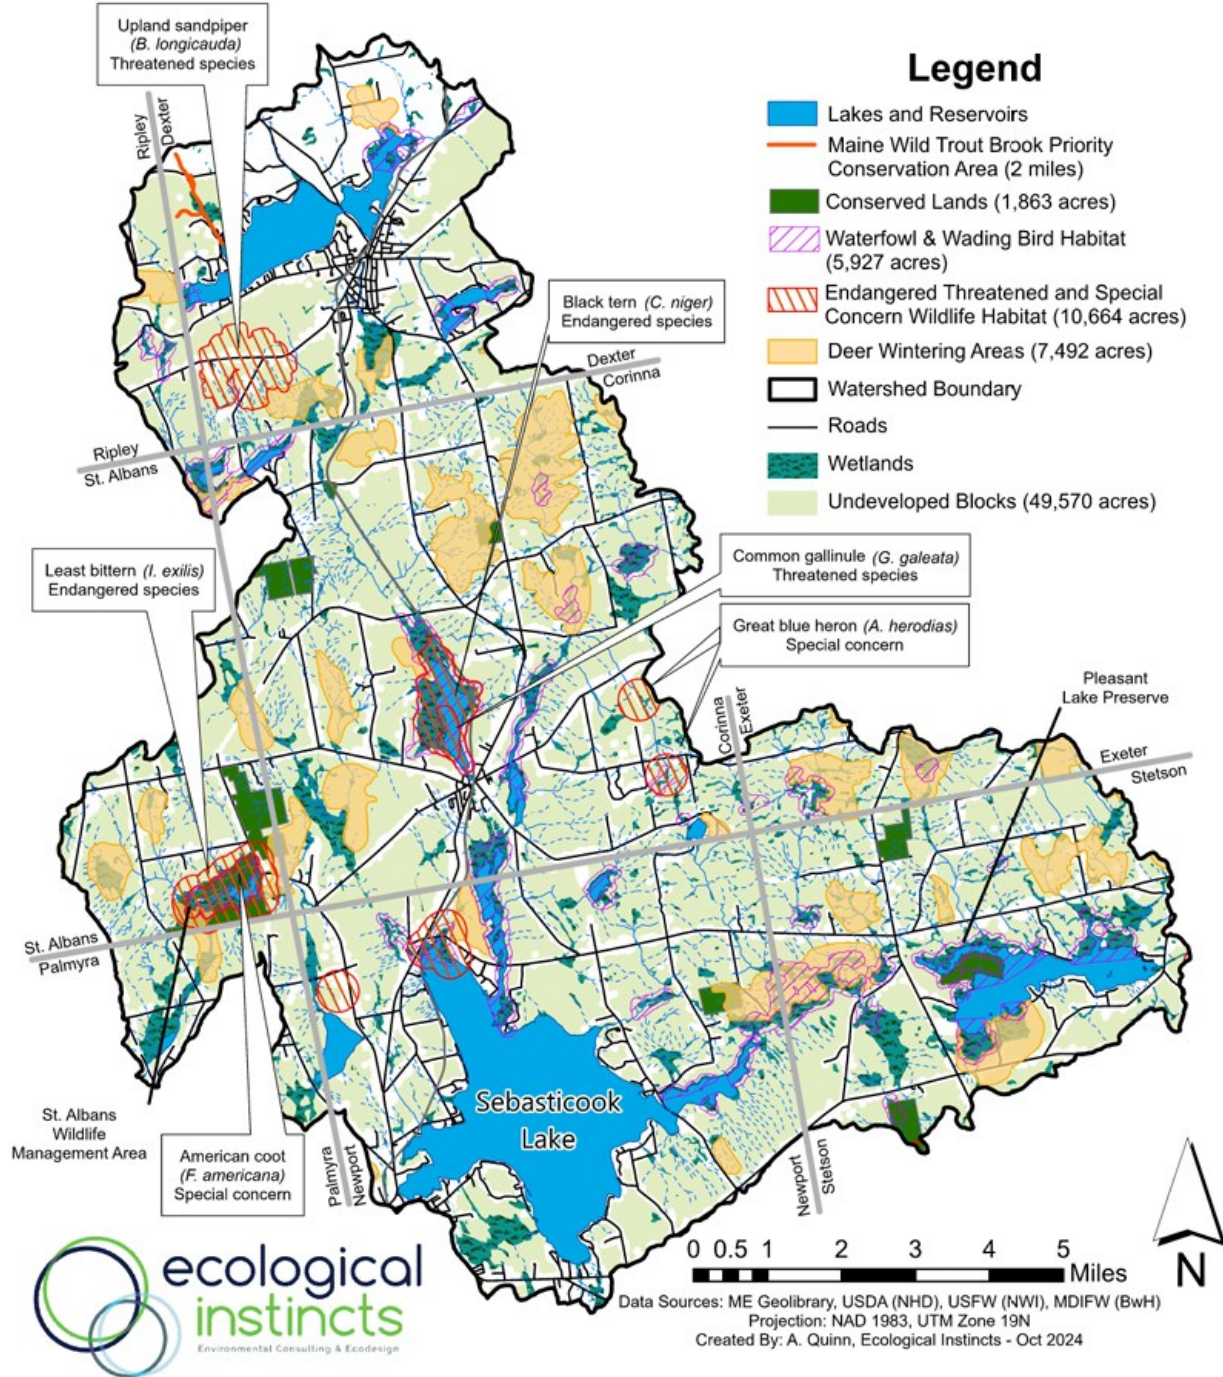 Upland sandpiper
(B. longicauda)
Threatened species
Legend
Lakes and Reservoirs
Maine Wild Trout Brook Priority
Conservation Area (2 miles)
Conserved Lands (1,863 acres)
Waterfowl & Wading Bird Habitat
(5,927 acres)
Endangered Threatened and Special
Concern Wildlife Habitat (10,664 acres)
Deer Wintering Areas (7,492 acres)
Watershed Boundary
Roads
Wetlands
Undeveloped Blocks (49,570 acres)
Ripley
Dexter
Black tern (C. niger)
Endangered species
Dexter
Corinna
Ripley
St. Albans
Least bittern (I. exilis)
Endangered species
Common gallinule (G. galeata)
Threatened species
Great blue heron (A. herodias)
Special concern
Pleasant
Lake Preserve
Corinna
Exeter
Exeter
Stetson
St. Albans
Palmyra
Sebasticook
Lake
St. Albans
Wildlife
Management Area
American coot
(F. americana)
Special concern
Palmyra
Newport
Newport
Stetson
N
0 0.5 1 2 3 4 5
Miles
ecological
instincts
Environmental Consulting & Ecodesign
Data Sources: ME Geolibrary, USDA (NHD), USFW (NWI), MDIFW (BwH)
Projection: NAD 1983, UTM Zone 19N
Created By: A. Quinn, Ecological Instincts - Oct 2024